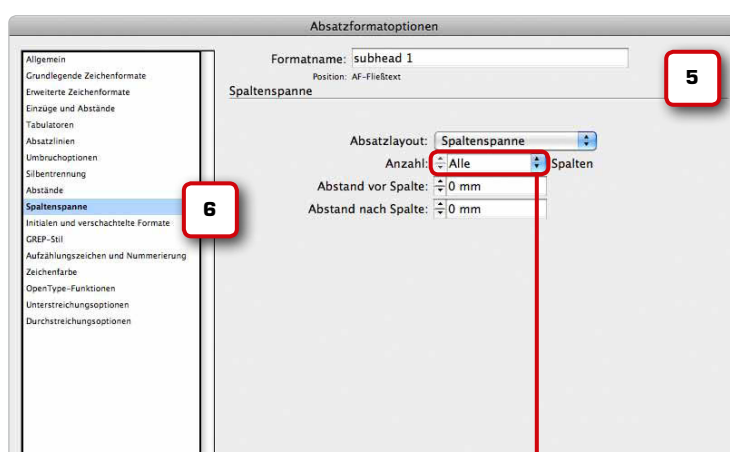 Absatzformatoptionen
Allgemein
Grundlegende Zeichenformate
Erweiterte Zeichenformate
Einzüge und Abstände
Tabulatoren
Absatzlinien
Umbruchoptionen
Silbentrennung
Abstände
Spaltenspanne
Initialen und verschachtelte Formate
GREP-Stil
Aufzählungszeichen und Nummerierung
Zeichenfarbe
OpenType-Funktionen
Unterstreichungsoptionen
Durchstreichungsoptionen
6
Formatname: subhead 1
Position: AF-Fließtext
5
Spaltenspanne
Absatzlayout: Spaltenspanne
Anzahl: Alle Spalten
Abstand vor Spalte: 0 mm
Abstand nach Spalte: 0 mm